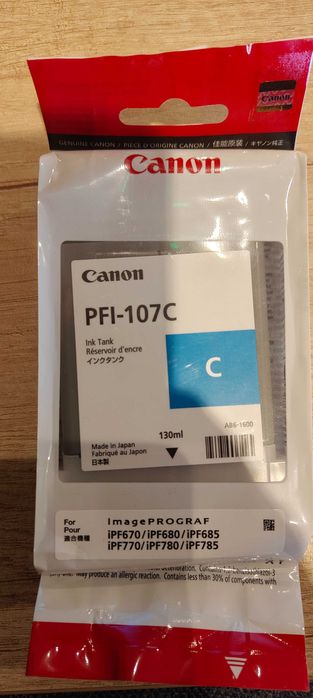 Canon
GENUINE CANON / PIECE D'ORIGINE CANON / 佳能原装 / キヤノン純正
Canon
Canon
PFI-107C
Ink Tank
Réservoir d'encre
インクタンク
C
AB6-1600
130ml
Made in Japan
Fabriqué au Japon
日本製
For
Pour
適合機種
imagePROGRAF
iPF670/iPF680/iPF685
iPF770/iPF780/iPF785
may produce an allergic reaction. Contains less than 30% of components with